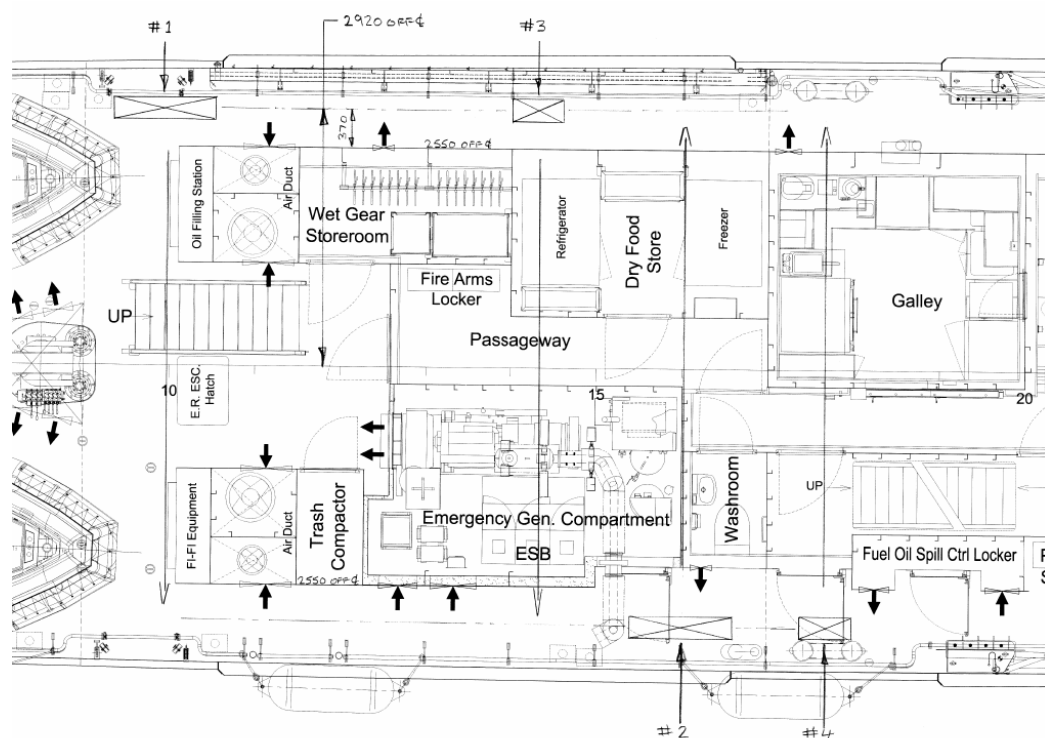 2920 OFF ℄
#1
#3
370
2550 OFF ℄
Oil Filling Station
Air Duct
Wet Gear
Storeroom
Refrigerator
Dry Food
Store
Freezer
Fire Arms
Locker
Galley
UP
Passageway
10
E.R. ESC.
Hatch
15
20
FI-FI Equipment
Air Duct
Trash
Compactor
Emergency Gen. Compartment
ESB
Washroom
UP
Fuel Oil Spill Ctrl Locker
2550 OFF ℄
#2
#4